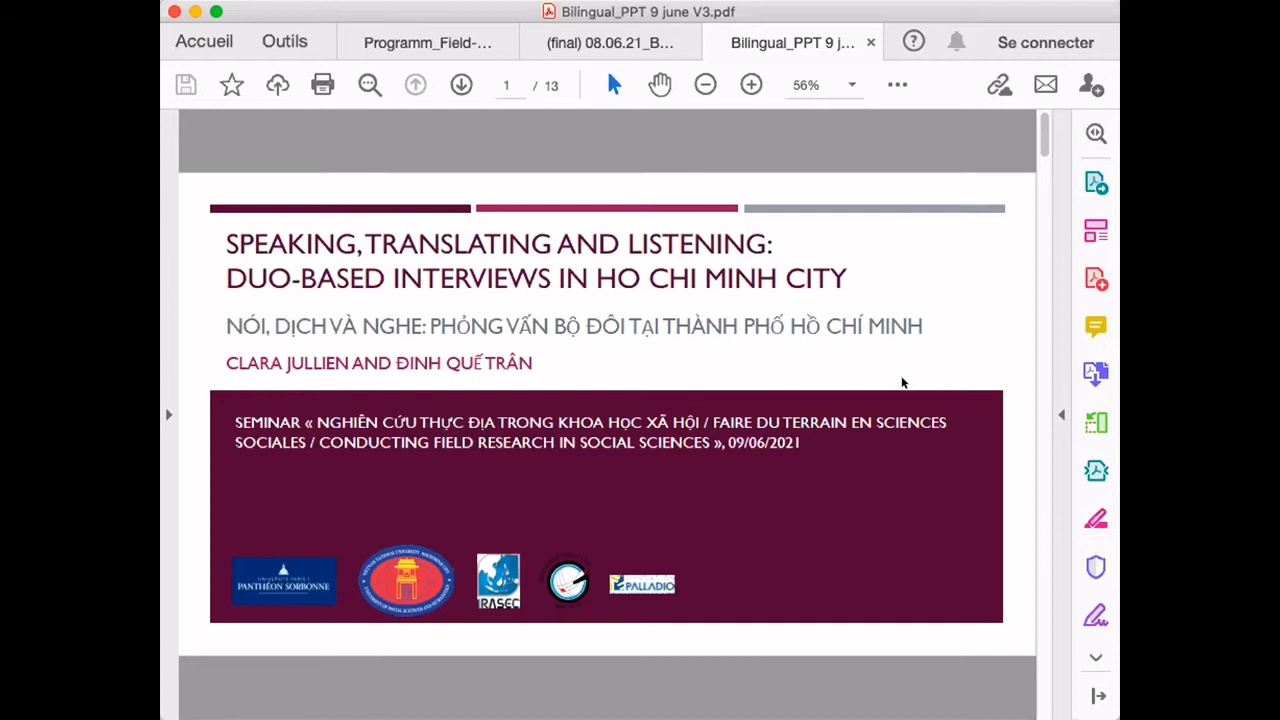 Bilingual_PPT 9 june V3.pdf
Accueil Outils Programm_Field-... (final) 08.06.21_B... Bilingual_PPT 9 j... × ? Se connecter
1 / 13 56%
SPEAKING, TRANSLATING AND LISTENING:
DUO-BASED INTERVIEWS IN HO CHI MINH CITY
NÓI, DỊCH VÀ NGHE: PHỎNG VẤN BỘ ĐÔI TẠI THÀNH PHỐ HỒ CHÍ MINH
CLARA JULLIEN AND ĐINH QUẾ TRÂN
SEMINAR « NGHIÊN CỨU THỰC ĐỊA TRONG KHOA HỌC XÃ HỘI / FAIRE DU TERRAIN EN SCIENCES
SOCIALES / CONDUCTING FIELD RESEARCH IN SOCIAL SCIENCES », 09/06/2021
UNIVERSITÉ PARIS 1
PANTHÉON SORBONNE
IRASEC
PALLADIO